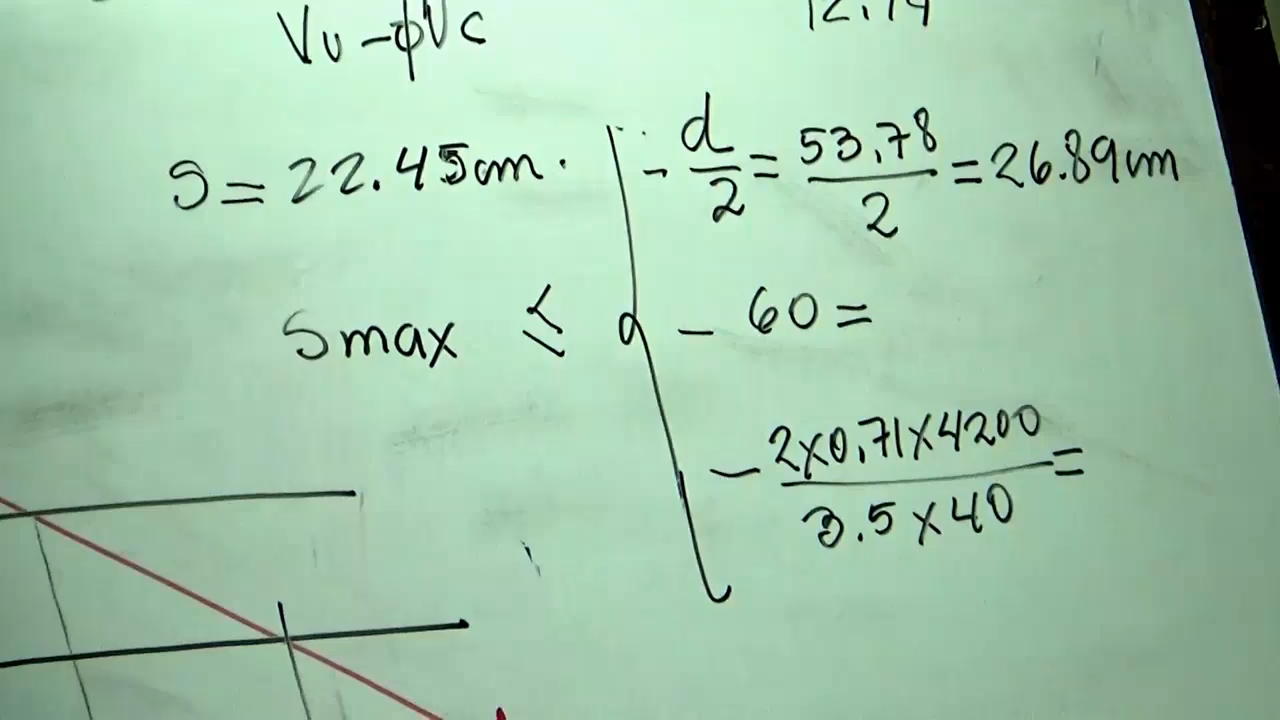 Vu-ϕVc 12.14
S=22.45cm. - d/2 = 53.78/2 = 26.89cm
Smax ≤ - 60=
- 2x0.71x4200/3.5x40 =